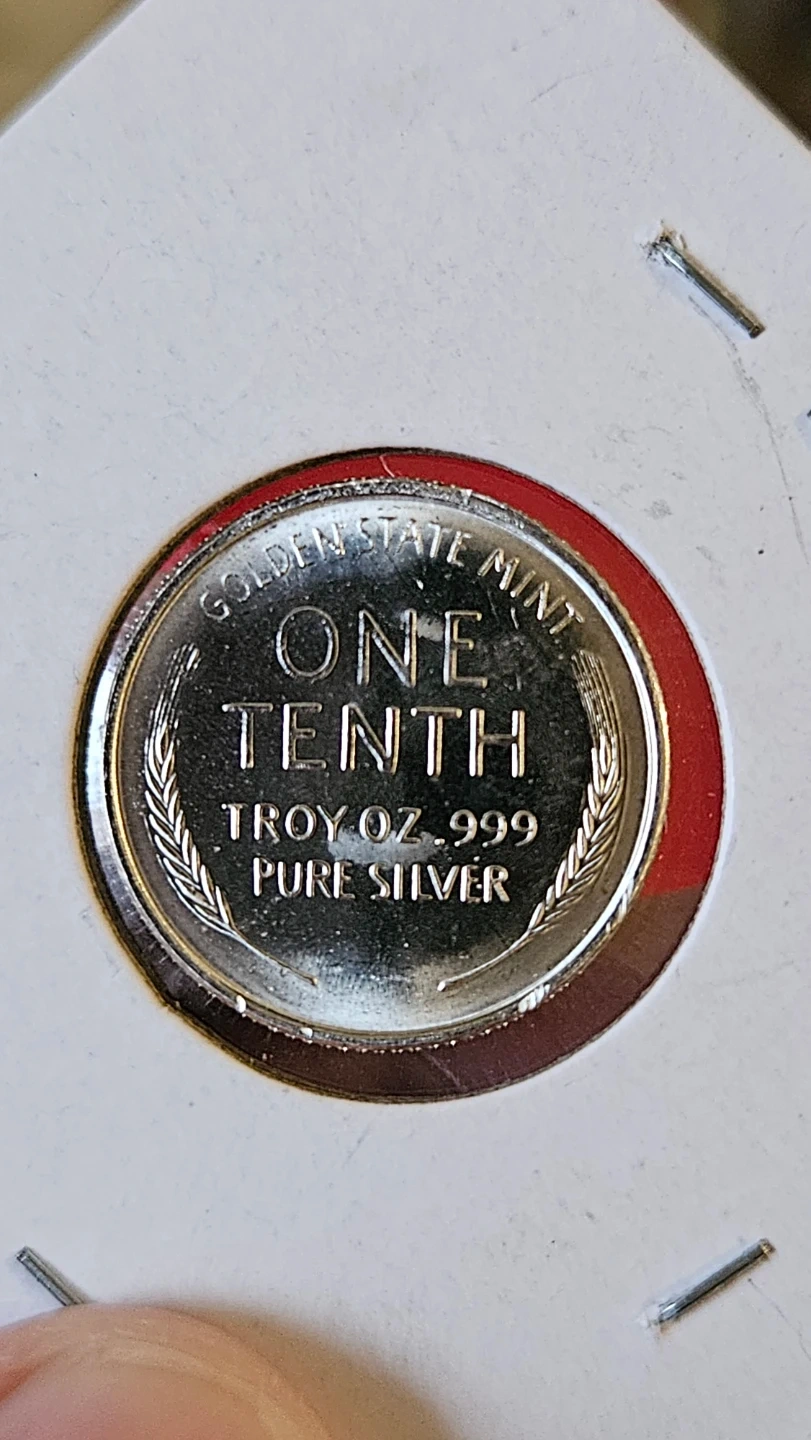 GOLDEN STATE MINT
ONE
TENTH
TROY OZ .999
PURE SILVER